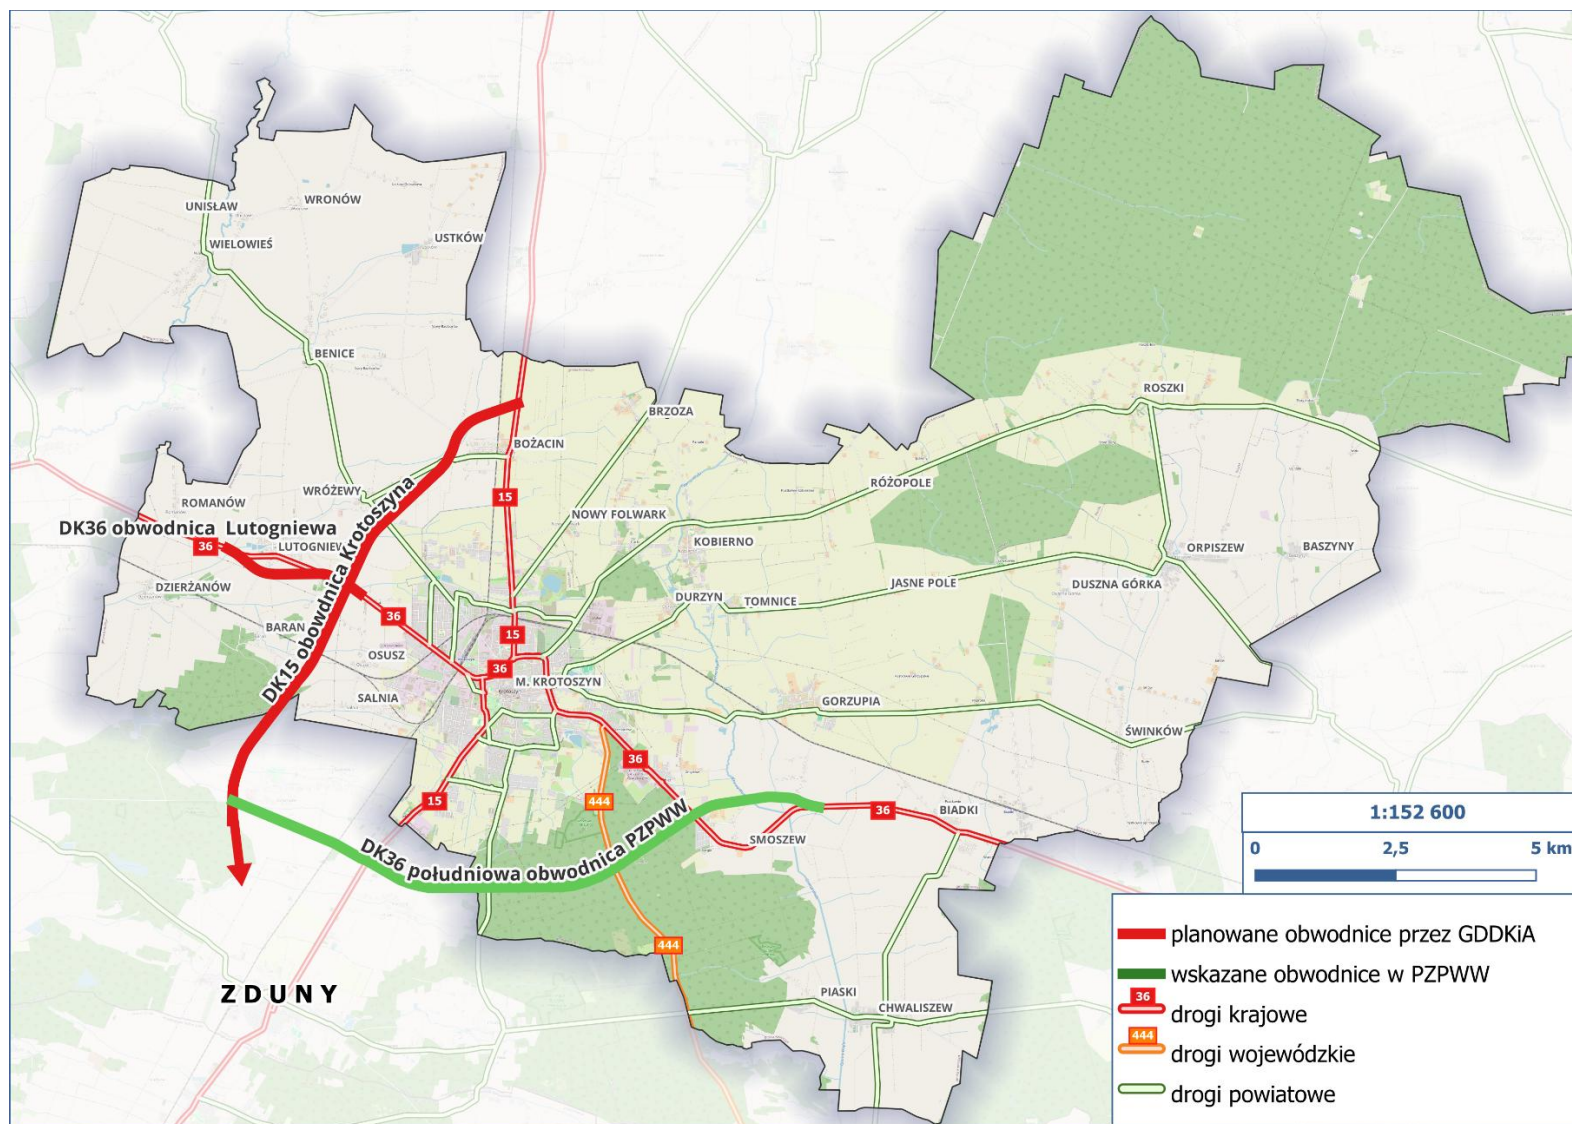 UNISŁAW
WRONÓW
WIELOWIEŚ
USTKÓW
BENICE
ROSZKI
BRZOZA
BOŻACIN
WRÓŻEWY
RÓŻOPOLE
ROMANÓW
15
NOWY FOLWARK
DK36 obwodnica Lutogniewa
36
LUTOGNIEW
KOBIERNO
ORPISZEW
BASZYNY
DZIERŻANÓW
JASNE POLE
DUSZNA GÓRKA
DURZYN
TOMNICE
36
BARAN
15
DK15 obowdnica Krotoszyna
OSUSZ
36
M. KROTOSZYN
SALNIA
GORZUPIA
ŚWINKÓW
36
15
444
36
BIADKI
DK36 południowa obwodnica PZPWW
SMOSZEW
444
ZDUNY
PIASKI
CHWALISZEW
1:152 600
0 2,5 5 km
planowane obwodnice przez GDDKiA
wskazane obwodnice w PZPWW
36
drogi krajowe
444
drogi wojewódzkie
drogi powiatowe